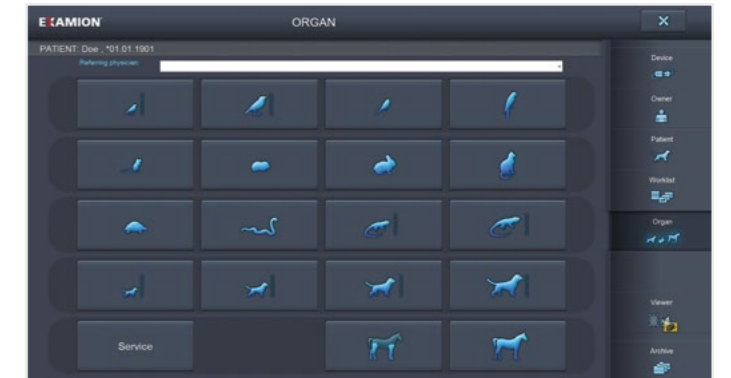 EXAMION
ORGAN
X
PATIENT: Doe , *01.01.1901
Referring physician:
Device
Owner
Patient
Worklist
Organ
Service
Viewer
Archive